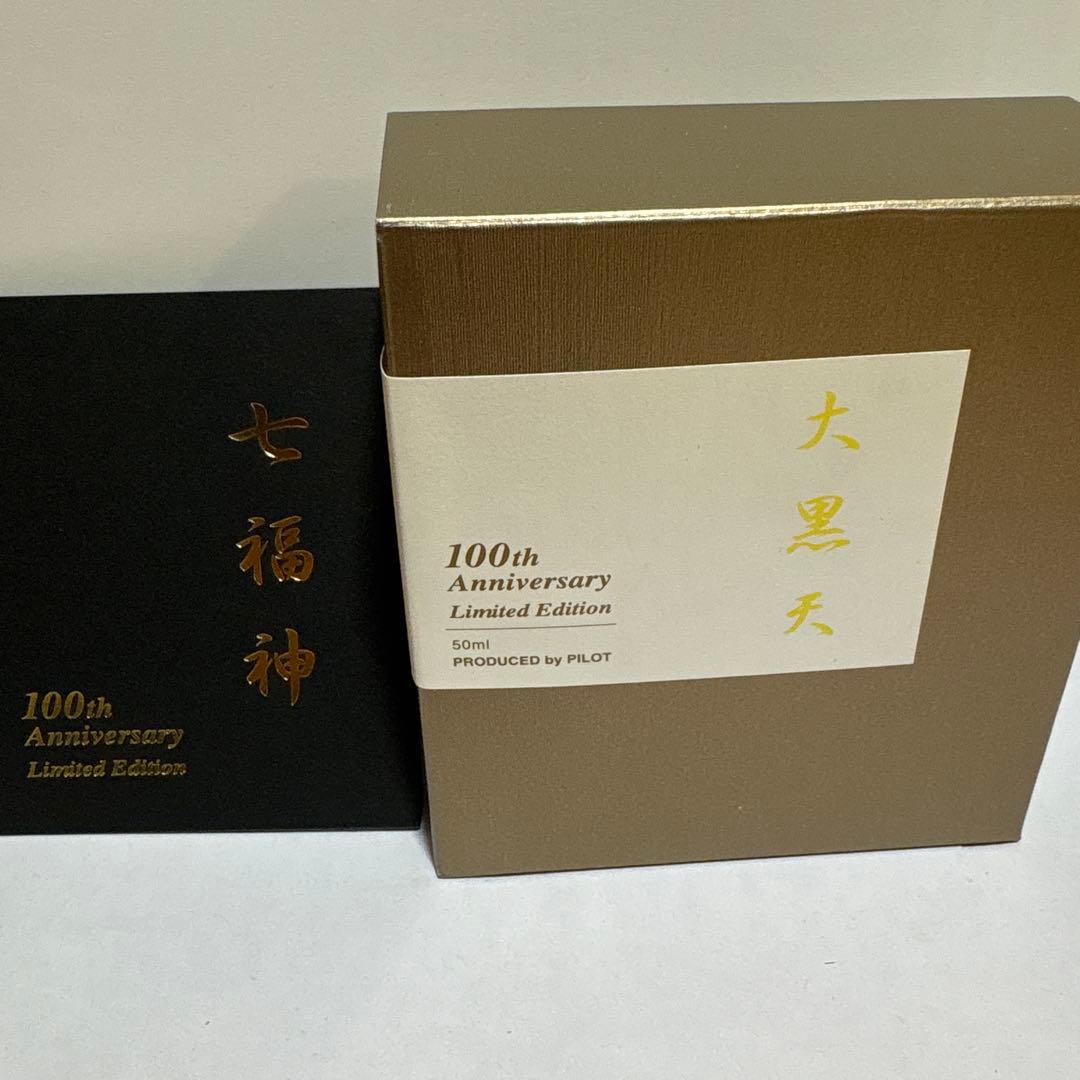 七福神
100th
Anniversary
Limited Edition
大黒天
100th
Anniversary
Limited Edition
50ml
PRODUCED by PILOT